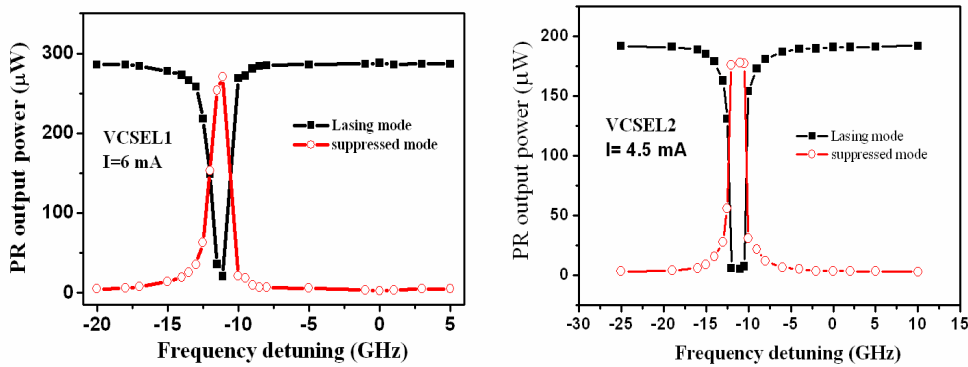 PR output power (μW)
300
200
100
0
VCSEL1
I=6 mA
Lasing mode
suppressed mode
-20 -15 -10 -5 0 5
Frequency detuning (GHz)
PR output power (μW)
200
150
100
50
0
VCSEL2
I= 4.5 mA
Lasing mode
suppressed mode
-30 -25 -20 -15 -10 -5 0 5 10 15
Frequency detuning (GHz)